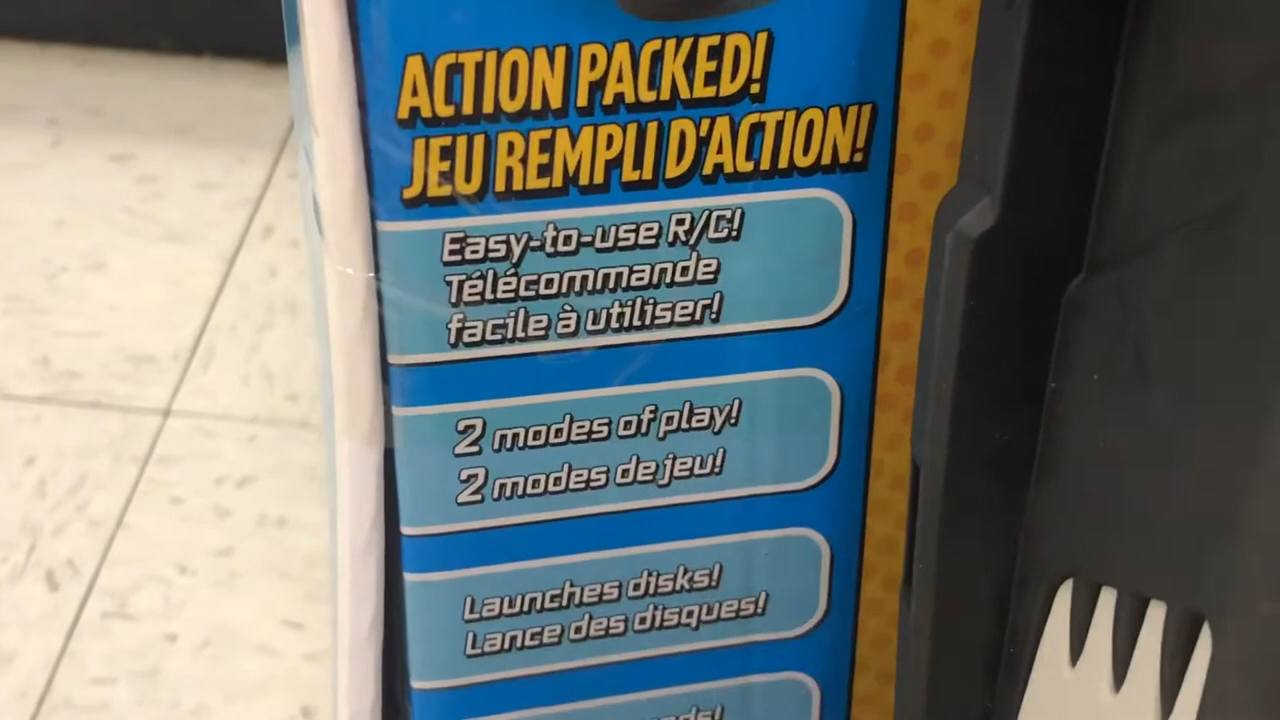 ACTION PACKED!
JEU REMPLI D'ACTION!
Easy-to-use R/C!
Télécommande
facile à utiliser!
2 modes of play!
2 modes de jeu!
Launches disks!
Lance des disques!